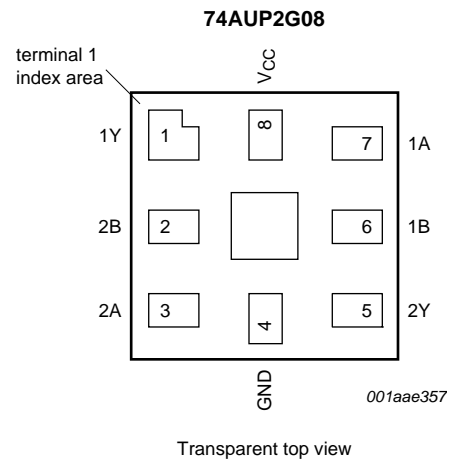 74AUP2G08
terminal 1
index area
VCC
1Y
1
8
7
1A
2B
2
6
1B
2A
3
4
5
2Y
GND
001aae357
Transparent top view